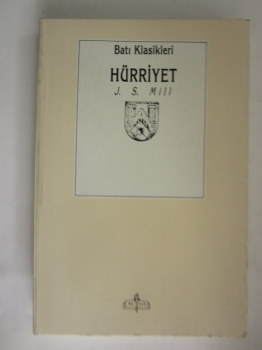 Batı Klasikleri
HÜRRİYET
J. S. Mill